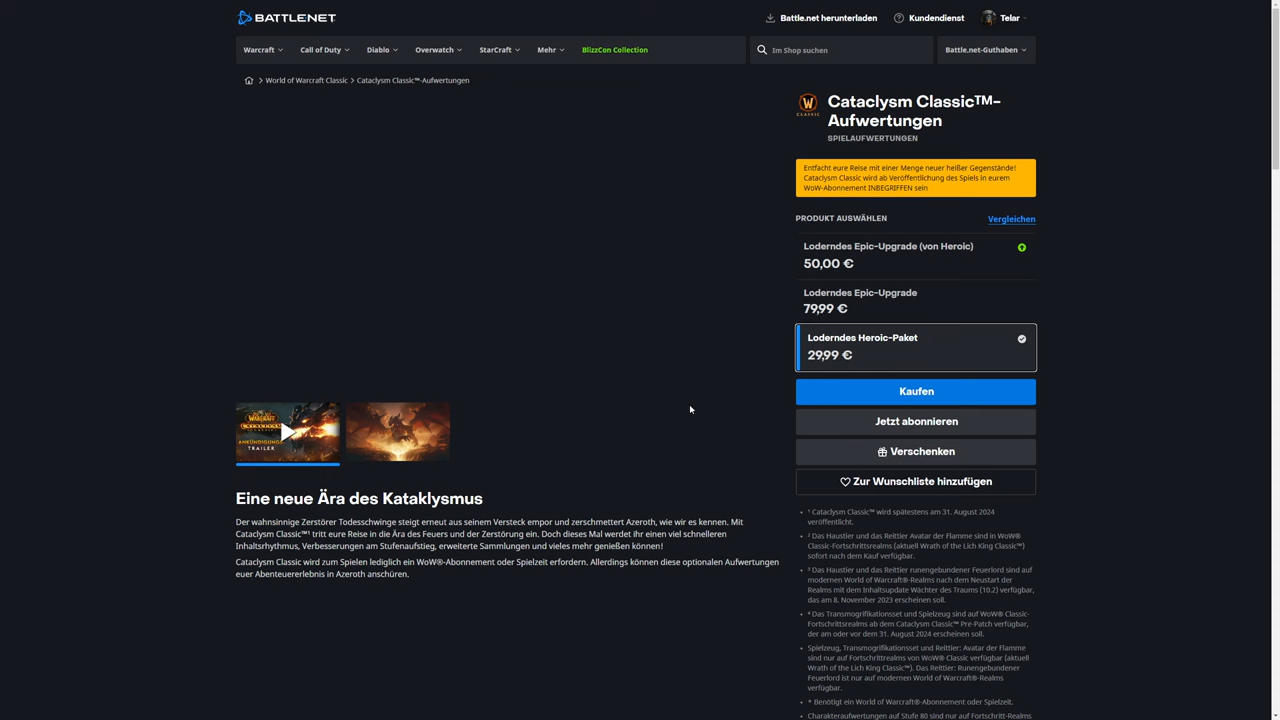 BATTLE.NET
Battle.net herunterladen
Kundendienst
Telar
Warcraft
Call of Duty
Diablo
Overwatch
StarCraft
Mehr
BlizzCon Collection
Im Shop suchen
Battle.net-Guthaben
World of Warcraft Classic > Cataclysm Classic™-Aufwertungen
Cataclysm Classic™-
Aufwertungen
SPIELAUFWERTUNGEN
Entfacht eure Reise mit einer Menge neuer heißer Gegenstände!
Cataclysm Classic wird ab Veröffentlichung des Spiels in eurem
WoW-Abonnement INBEGRIFFEN sein
PRODUKT AUSWÄHLEN
Vergleichen
Loderndes Epic-Upgrade (von Heroic)
50,00 €
Loderndes Epic-Upgrade
79,99 €
Loderndes Heroic-Paket
29,99 €
Kaufen
Jetzt abonnieren
Verschenken
Zur Wunschliste hinzufügen
WARCRAFT
CATACLYSM
ANKÜNDIGUNGS
TRAILER
Eine neue Ära des Kataklysmus
Der wahnsinnige Zerstörer Todesschwinge steigt erneut aus seinem Versteck empor und zerschmettert Azeroth, wie wir es kennen. Mit
Cataclysm Classic™¹ tritt eure Reise in die Ära des Feuers und der Zerstörung ein. Doch dieses Mal werdet ihr einen viel schnelleren
Inhaltsrhythmus, Verbesserungen am Stufenaufstieg, erweiterte Sammlungen und vieles mehr genießen können!
Cataclysm Classic wird zum Spielen lediglich ein WoW®-Abonnement oder Spielzeit erfordern. Allerdings können diese optionalen Aufwertungen
euer Abenteuererlebnis in Azeroth anschüren.
¹ Cataclysm Classic™ wird spätestens am 31. August 2024
veröffentlicht.
² Das Haustier und das Reittier Avatar der Flamme sind in WoW®
Classic-Fortschrittsrealms (aktuell Wrath of the Lich King Classic™)
sofort nach dem Kauf verfügbar.
³ Das Haustier und das Reittier runengebundener Feuerlord sind auf
modernen World of Warcraft®-Realms nach dem Neustart der
Realms mit dem Inhaltsupdate Wächter des Traums (10.2) verfügbar,
das am 8. November 2023 erscheinen soll.
⁴ Das Transmogrifikationsset und Spielzeug sind auf WoW® Classic-
Fortschrittsrealms ab dem Cataclysm Classic™ Pre-Patch verfügbar,
der am oder vor dem 31. August 2024 erscheinen soll.
Spielzeug, Transmogrifikationsset und Reittier: Avatar der Flamme
sind nur auf Fortschrittrealms von WoW® Classic verfügbar (aktuell
Wrath of the Lich King Classic™). Das Reittier: Runengebundener
Feuerlord ist nur auf modernen World of Warcraft®-Realms
verfügbar.
* Benötigt ein World of Warcraft®-Abonnement oder Spielzeit.
Charakteraufwertungen auf Stufe 80 sind nur auf Fortschritt-Realms